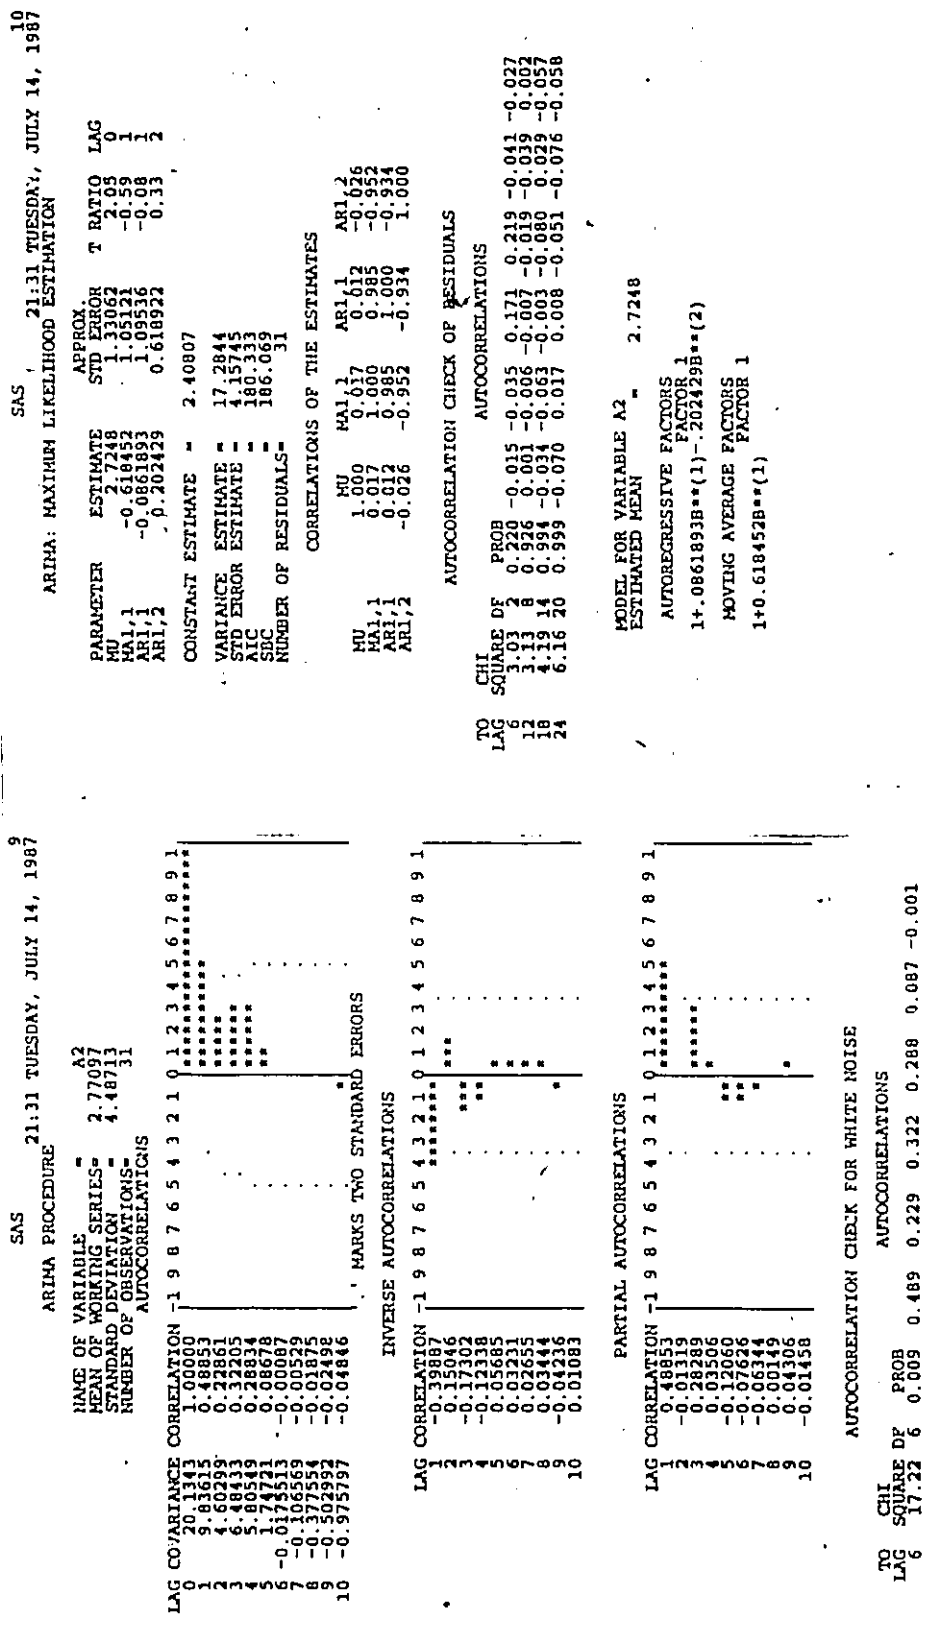 SAS 9
21:31 TUESDAY, JULY 14, 1987
ARIMA PROCEDURE
NAME OF VARIABLE = A2
MEAN OF WORKING SERIES= 2.77097
STANDARD DEVIATION = 4.48713
NUMBER OF OBSERVATIONS= 31
AUTOCORRELATIONS
LAG COVARIANCE CORRELATION -1 9 8 7 6 5 4 3 2 1 0 1 2 3 4 5 6 7 8 9 1
0 20.1343 1.00000 ********************
1 9.83615 0.48853 **********
2 4.60299 0.22861 *****
3 6.48433 0.32205 ******
4 5.80549 0.28834 ******
5 1.74721 0.08678 **
6 -0.0175513 -0.00087
7 -0.106569 -0.00529
8 -0.377554 -0.01875
9 -0.502992 -0.02498
10 -0.975797 -0.04846 *
'.' MARKS TWO STANDARD ERRORS
INVERSE AUTOCORRELATIONS
LAG CORRELATION -1 9 8 7 6 5 4 3 2 1 0 1 2 3 4 5 6 7 8 9 1
1 -0.39887 ********
2 0.15046 ***
3 -0.17302 ***
4 -0.12338 **
5 0.05685 *
6 0.03231 *
7 0.02655 *
8 0.03444 *
9 -0.04236 *
10 0.01083
PARTIAL AUTOCORRELATIONS
LAG CORRELATION -1 9 8 7 6 5 4 3 2 1 0 1 2 3 4 5 6 7 8 9 1
1 0.48853 **********
2 -0.01319
3 0.28289 ******
4 0.03506 *
5 -0.12060 **
6 -0.07626 **
7 -0.06344 *
8 0.00149
9 0.04306 *
10 -0.01458
AUTOCORRELATION CHECK FOR WHITE NOISE
TO CHI AUTOCORRELATIONS
LAG SQUARE DF PROB
6 17.22 6 0.009 0.489 0.229 0.322 0.288 0.087 -0.001
SAS 10
21:31 TUESDAY, JULY 14, 1987
ARIMA: MAXIMUM LIKELIHOOD ESTIMATION
APPROX.
PARAMETER ESTIMATE STD ERROR T RATIO LAG
MU 2.7248 1.33062 2.05 0
MA1,1 -0.618452 1.05121 -0.59 1
AR1,1 -0.0861893 1.09536 -0.08 1
AR1,2 0.202429 0.618922 0.33 2
CONSTANT ESTIMATE = 2.40807
VARIANCE ESTIMATE = 17.2844
STD ERROR ESTIMATE = 4.15745
AIC = 180.333
SBC = 186.069
NUMBER OF RESIDUALS= 31
CORRELATIONS OF THE ESTIMATES
MU MA1,1 AR1,1 AR1,2
MU 1.000 0.017 0.012 -0.026
MA1,1 0.017 1.000 0.985 -0.952
AR1,1 0.012 0.985 1.000 -0.934
AR1,2 -0.026 -0.952 -0.934 1.000
AUTOCORRELATION CHECK OF RESIDUALS
TO CHI AUTOCORRELATIONS
LAG SQUARE DF PROB
6 3.03 2 0.220 -0.015 -0.035 0.171 0.219 -0.041 -0.027
12 3.13 8 0.926 0.001 -0.006 -0.007 -0.019 -0.039 0.002
18 4.19 14 0.994 -0.034 -0.063 -0.003 -0.080 0.029 -0.057
24 6.16 20 0.999 -0.070 0.017 0.008 -0.051 -0.076 -0.058
MODEL FOR VARIABLE A2
ESTIMATED MEAN = 2.7248
AUTOREGRESSIVE FACTORS
FACTOR 1
1+.0861893B**(1)-.202429B**(2)
MOVING AVERAGE FACTORS
FACTOR 1
1+0.618452B**(1)